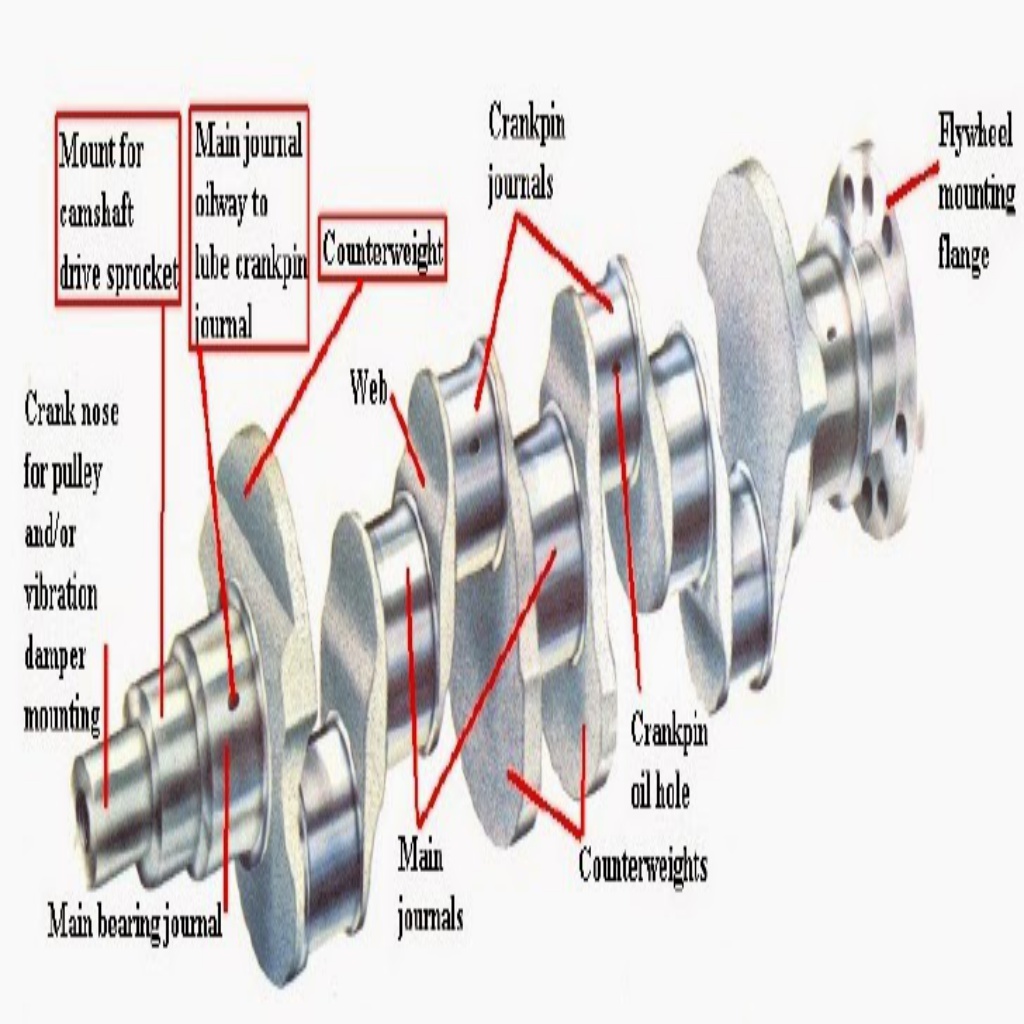 Mount for
camshaft
drive sprocket
Main journal
oilway to
lube crankpin
journal
Counterweight
Crankpin
journals
Flywheel
mounting
flange
Web
Crank nose
for pulley
and/or
vibration
damper
mounting
Crankpin
oil hole
Main
journals
Counterweights
Main bearing journal